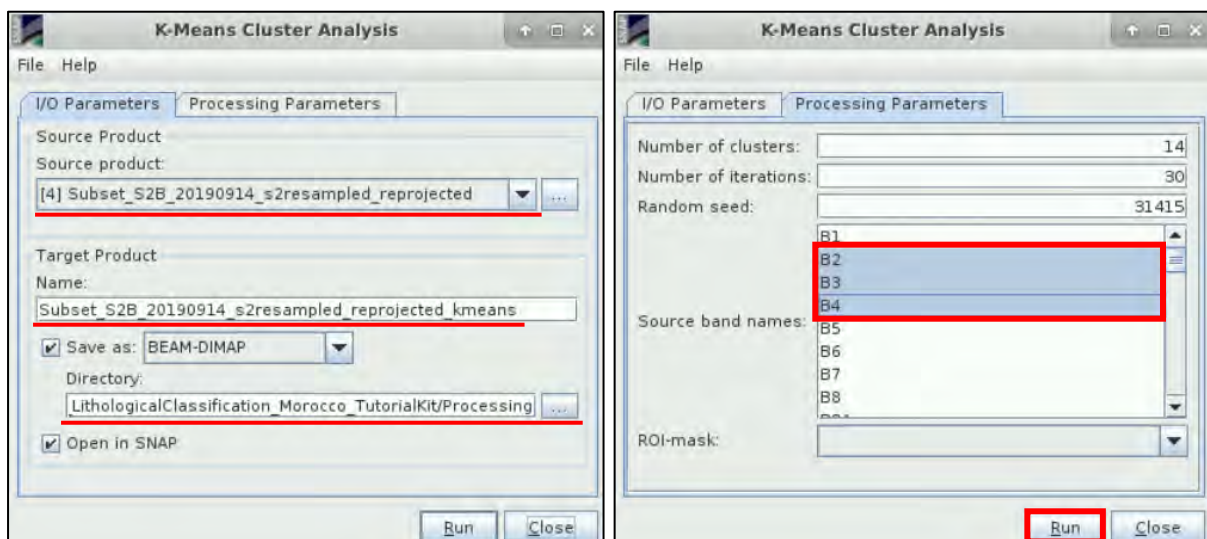 K-Means Cluster Analysis
File Help
I/O Parameters Processing Parameters
Source Product
Source product:
[4] Subset_S2B_20190914_s2resampled_reprojected
...
Target Product
Name:
Subset_S2B_20190914_s2resampled_reprojected_kmeans
Save as: BEAM-DIMAP
Directory:
LithologicalClassification_Morocco_TutorialKit/Processing
...
Open in SNAP
Run Close
K-Means Cluster Analysis
File Help
I/O Parameters Processing Parameters
Number of clusters: 14
Number of iterations: 30
Random seed: 31415
Source band names:
B1
B2
B3
B4
B5
B6
B7
B8
ROI-mask:
Run Close